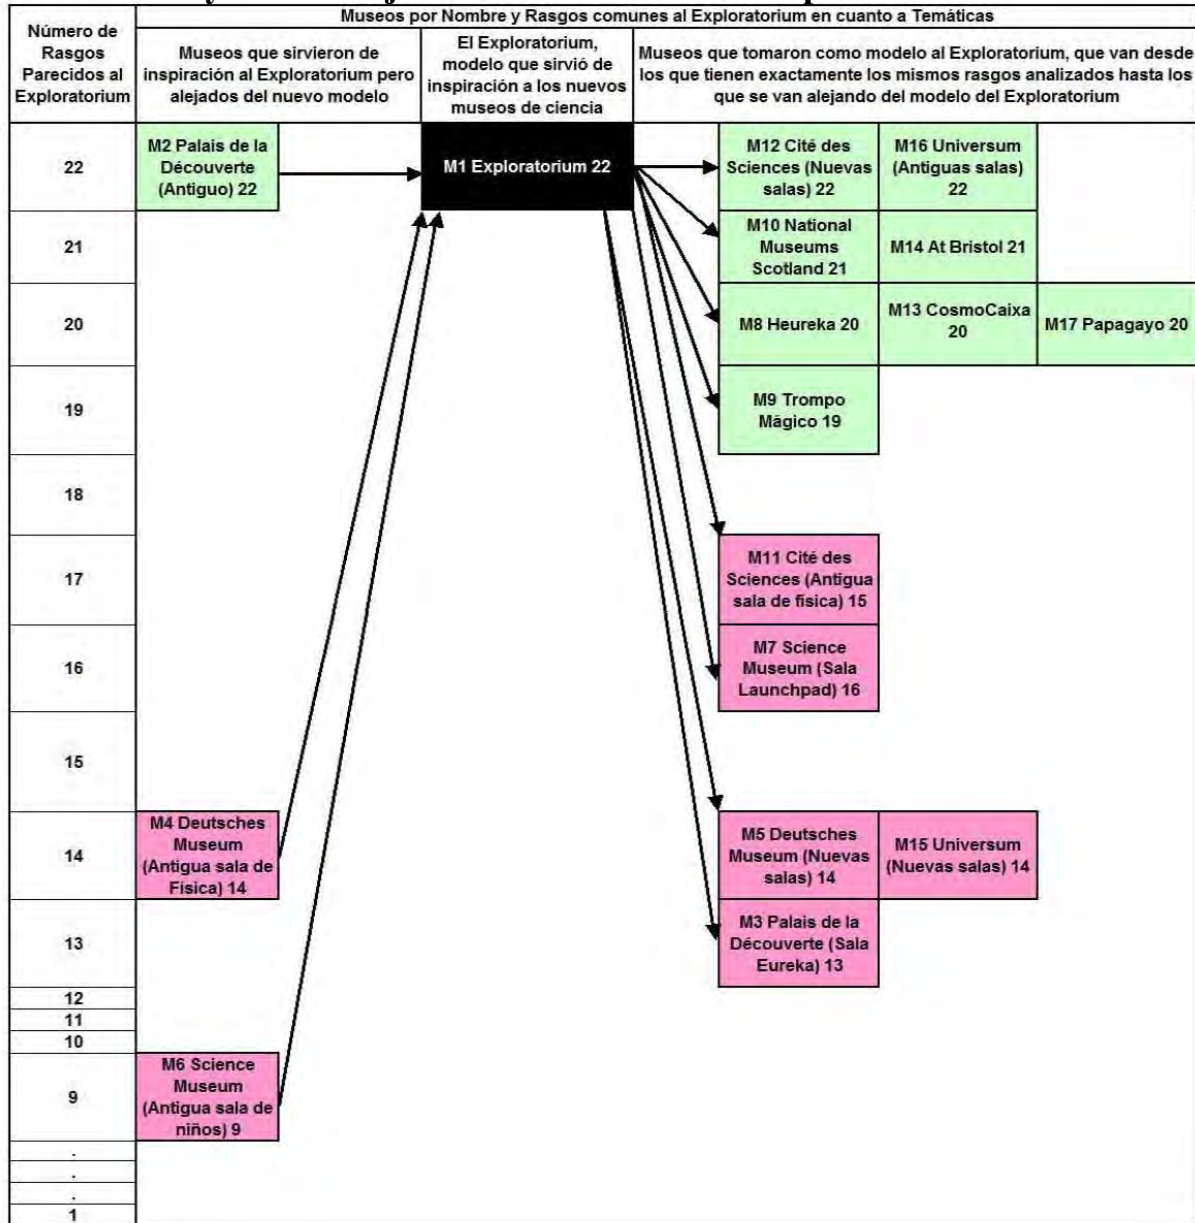 Museos por Nombre y Rasgos comunes al Exploratorium en cuanto a Temáticas
Número de
Rasgos
Parecidos al
Exploratorium
Museos que sirvieron de
inspiración al Exploratorium pero
alejados del nuevo modelo
El Exploratorium,
modelo que sirvió de
inspiración a los nuevos
museos de ciencia
Museos que tomaron como modelo al Exploratorium, que van desde
los que tienen exactamente los mismos rasgos analizados hasta los
que se van alejando del modelo del Exploratorium
22
M2 Palais de la
Découverte
(Antiguo) 22
M1 Exploratorium 22
M12 Cité des
Sciences (Nuevas
salas) 22
M16 Universum
(Antiguas salas)
22
21
M10 National
Museums
Scotland 21
M14 At Bristol 21
20
M8 Heureka 20
M13 CosmoCaixa
20
M17 Papagayo 20
19
M9 Trompo
Mágico 19
18
17
M11 Cité des
Sciences (Antigua
sala de física) 15
16
M7 Science
Museum (Sala
Launchpad) 16
15
14
M4 Deutsches
Museum
(Antigua sala de
Física) 14
M5 Deutsches
Museum (Nuevas
salas) 14
M15 Universum
(Nuevas salas) 14
13
M3 Palais de la
Découverte (Sala
Eureka) 13
12
11
10
9
M6 Science
Museum
(Antigua sala de
niños) 9
.
.
.
1